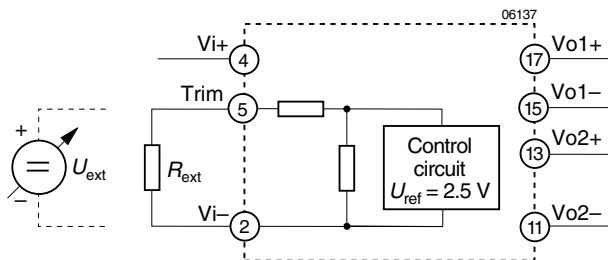 06137
Vi+
4
17
Vo1+
Trim
5
15
Vo1–
+
=
–
Uext
Rext
Control
circuit
Uref = 2.5 V
13
Vo2+
Vi–
2
11
Vo2–